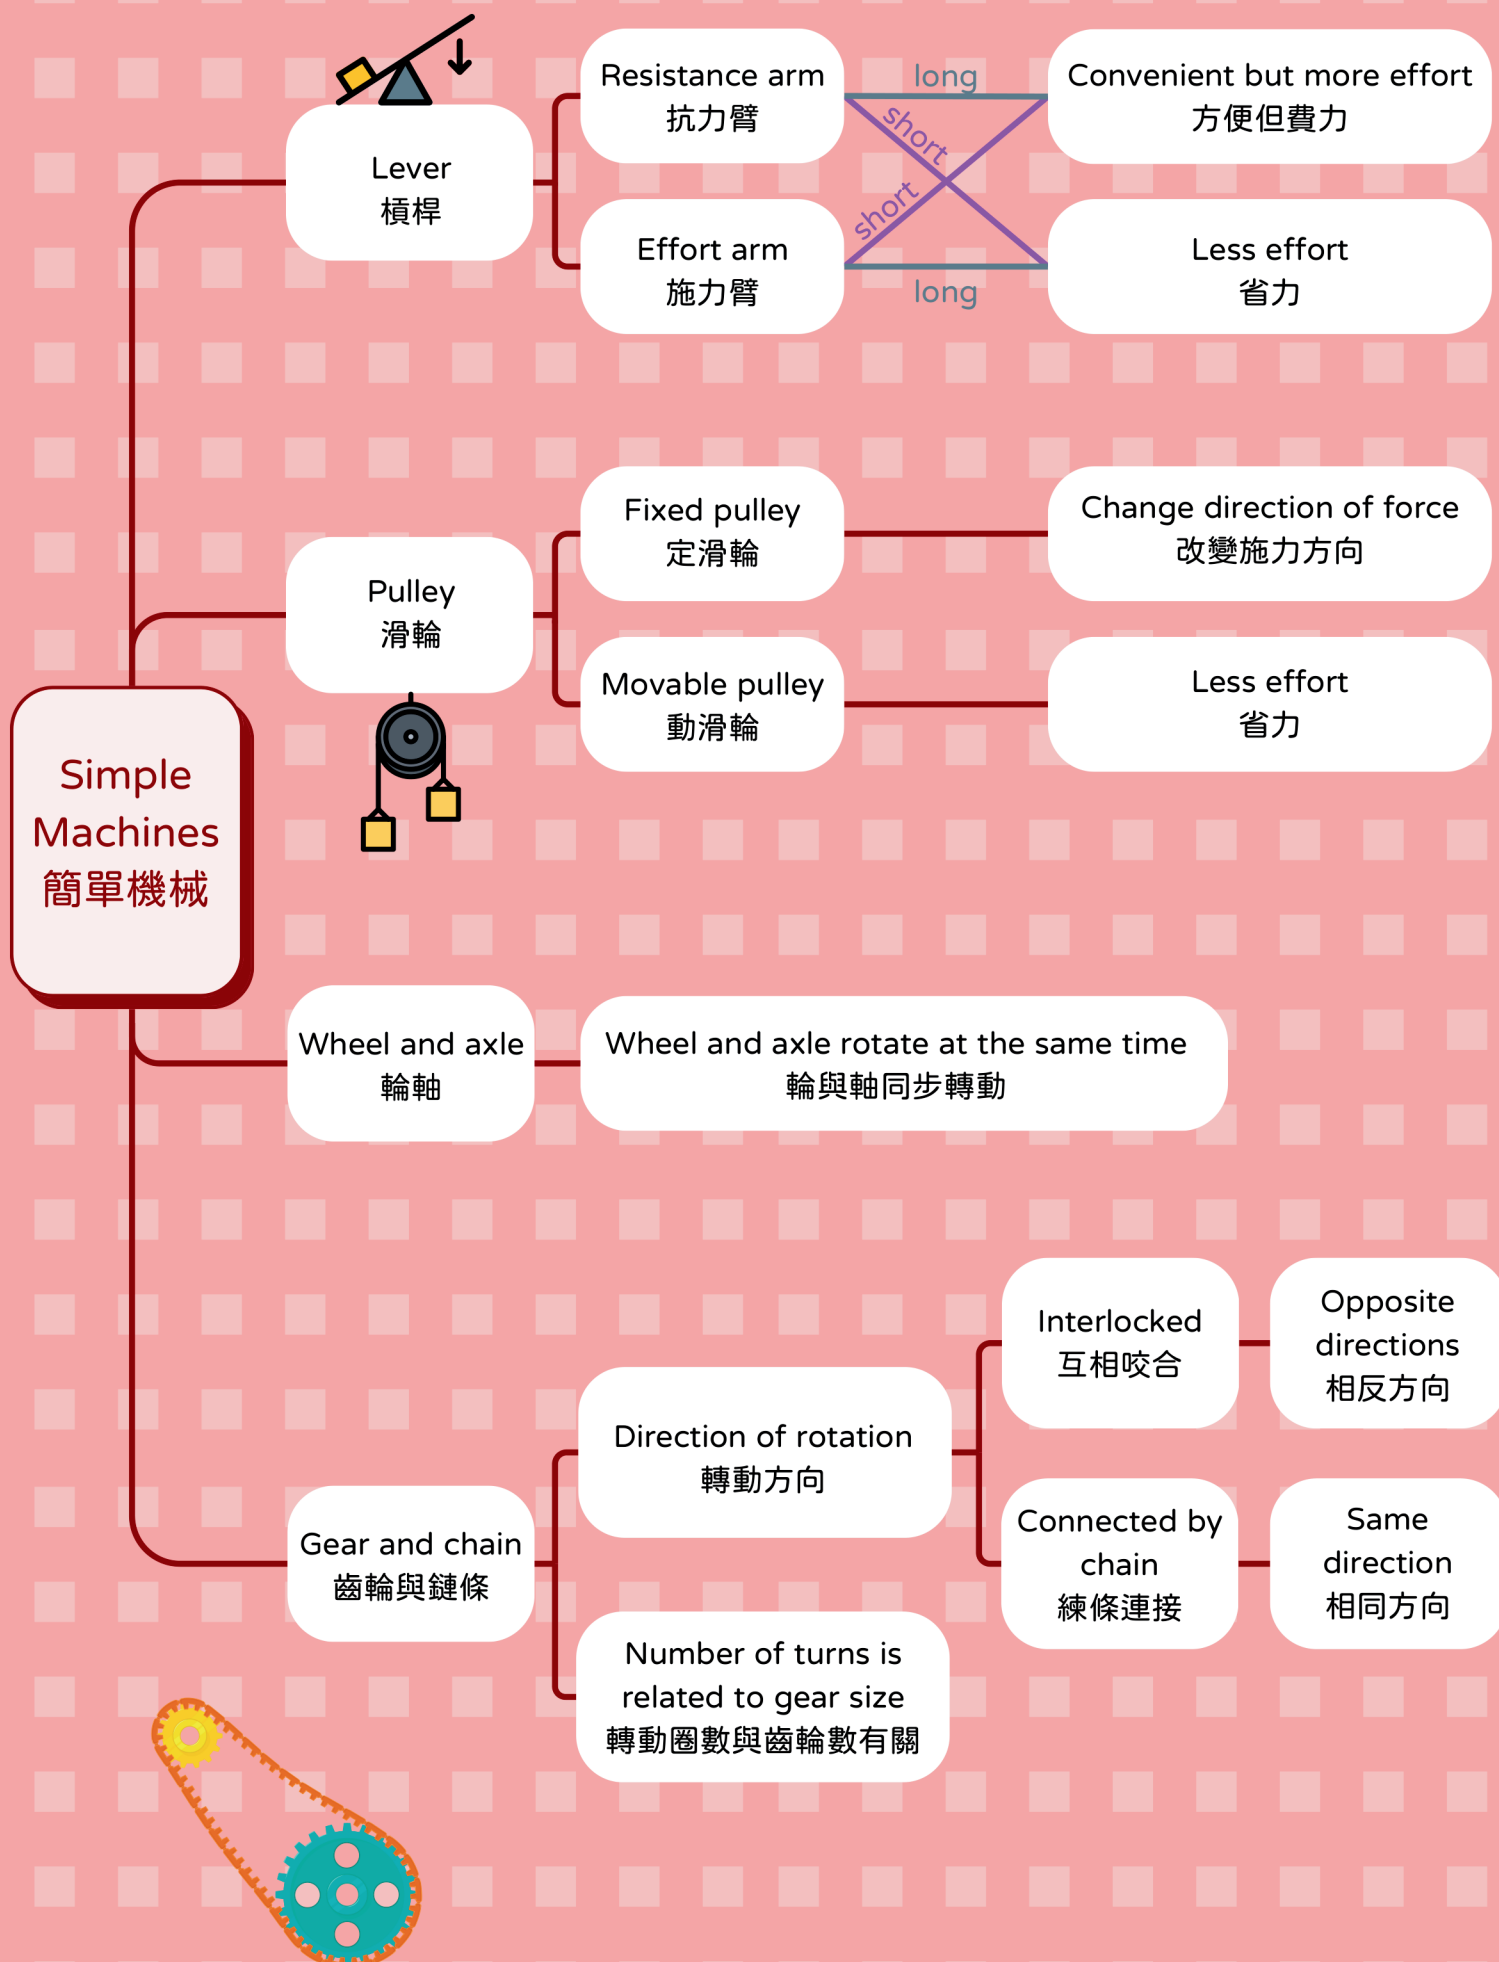 Lever
槓桿
Resistance arm
抗力臂
Effort arm
施力臂
long
short
short
long
Convenient but more effort
方便但費力
Less effort
省力
Pulley
滑輪
Fixed pulley
定滑輪
Change direction of force
改變施力方向
Movable pulley
動滑輪
Less effort
省力
Simple
Machines
簡單機械
Wheel and axle
輪軸
Wheel and axle rotate at the same time
輪與軸同步轉動
Gear and chain
齒輪與鏈條
Direction of rotation
轉動方向
Interlocked
互相咬合
Opposite
directions
相反方向
Connected by
chain
練條連接
Same
direction
相同方向
Number of turns is
related to gear size
轉動圈數與齒輪數有關